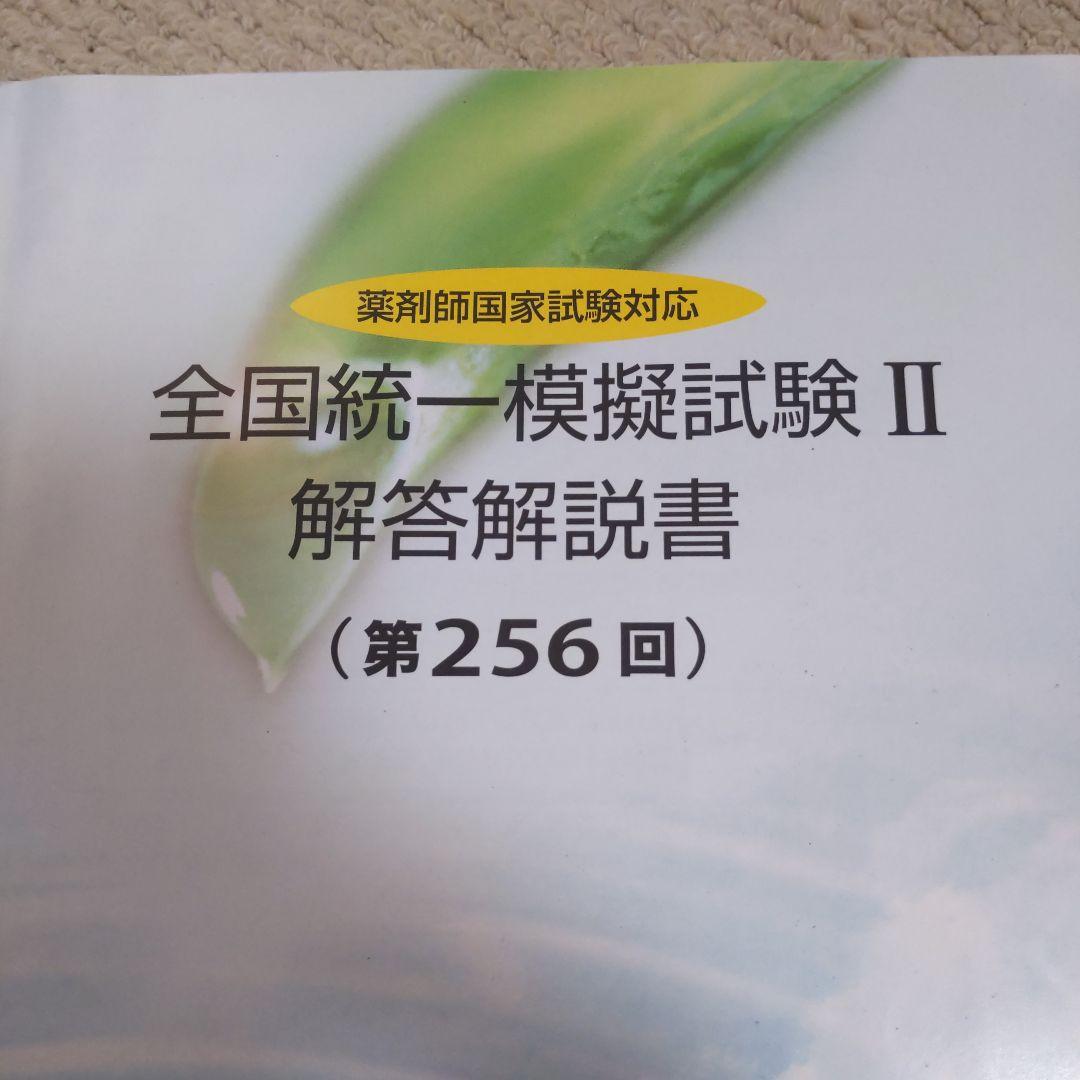 薬剤師国家試験対応
全国統一模擬試験 Ⅱ
解答解説書
（第256回）